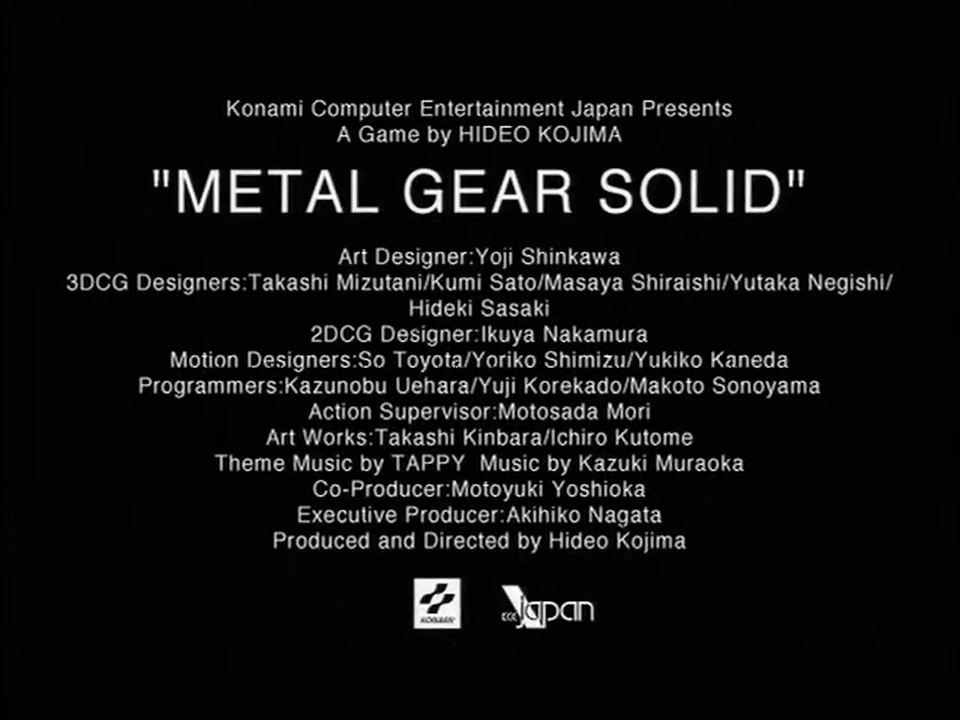 Konami Computer Entertainment Japan Presents
A Game by HIDEO KOJIMA
"METAL GEAR SOLID"
Art Designer:Yoji Shinkawa
3DCG Designers:Takashi Mizutani/Kumi Sato/Masaya Shiraishi/Yutaka Negishi/
Hideki Sasaki
2DCG Designer:Ikuya Nakamura
Motion Designers:So Toyota/Yoriko Shimizu/Yukiko Kaneda
Programmers:Kazunobu Uehara/Yuji Korekado/Makoto Sonoyama
Action Supervisor:Motosada Mori
Art Works:Takashi Kinbara/Ichiro Kutome
Theme Music by TAPPY  Music by Kazuki Muraoka
Co-Producer:Motoyuki Yoshioka
Executive Producer:Akihiko Nagata
Produced and Directed by Hideo Kojima
KONAMI KCE Japan